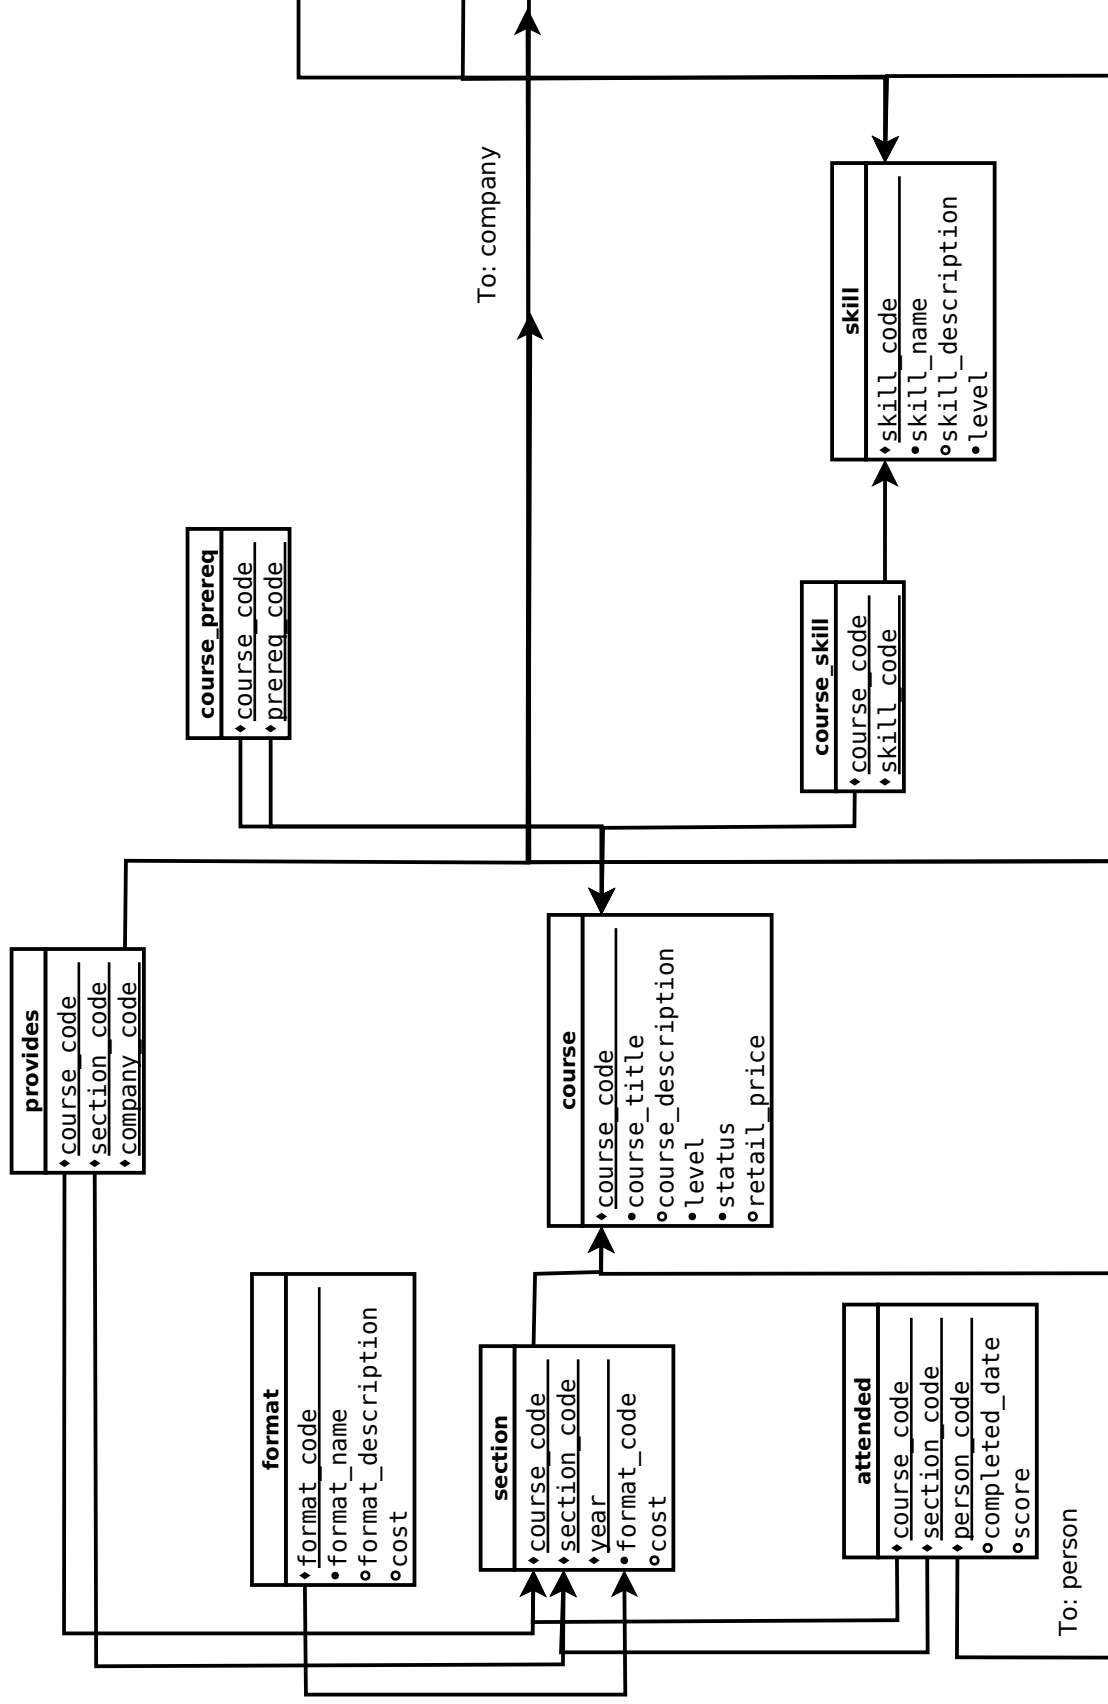 provides
course_code
section_code
company_code
course_prereq
course_code
prereq_code
To: company
format
format_code
format_name
format_description
cost
section
course_code
section_code
year
format_code
cost
course
course_code
course_title
course_description
level
status
retail_price
course_skill
course_code
skill_code
skill
skill_code
skill_name
skill_description
level
attended
course_code
section_code
person_code
completed_date
score
To: person